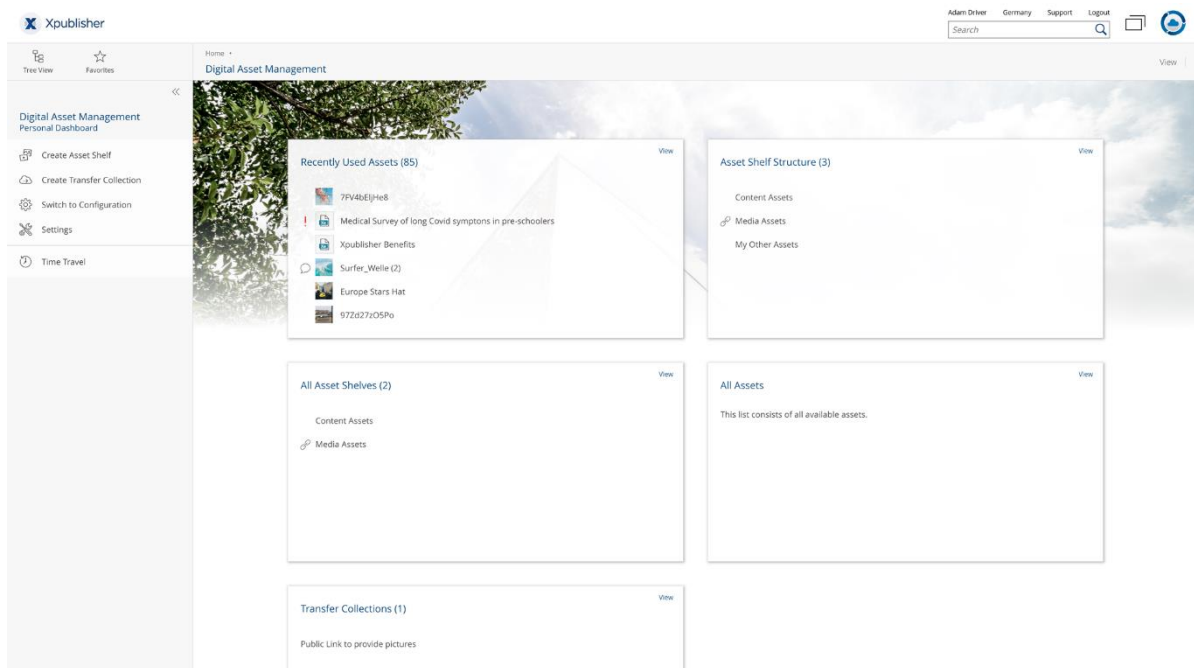 Xpublisher
Adam Driver Germany Support Logout
Search
Tree View Favorites
Home
Digital Asset Management
View
Digital Asset Management
Personal Dashboard
Create Asset Shelf
Create Transfer Collection
Switch to Configuration
Settings
Time Travel
View
Recently Used Assets (85)
7FV4bEljHe8
Medical Survey of long Covid symptons in pre-schoolers
Xpublisher Benefits
Surfer_Welle (2)
Europe Stars Hat
97Zd27zO5Po
View
Asset Shelf Structure (3)
Content Assets
Media Assets
My Other Assets
View
All Asset Shelves (2)
Content Assets
Media Assets
View
All Assets
This list consists of all available assets.
View
Transfer Collections (1)
Public Link to provide pictures